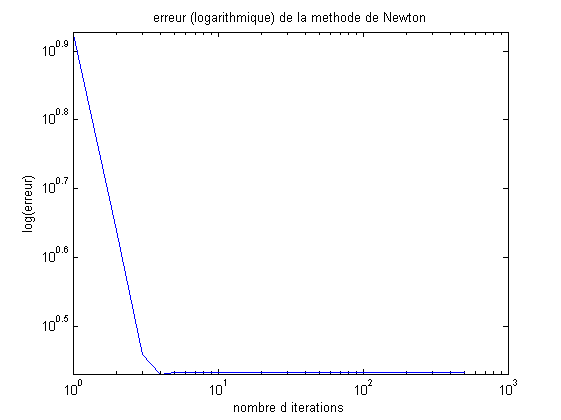 erreur (logarithmique) de la methode de Newton
log(erreur)
10^0.9
10^0.8
10^0.7
10^0.6
10^0.5
10^0 10^1 10^2 10^3
nombre d iterations